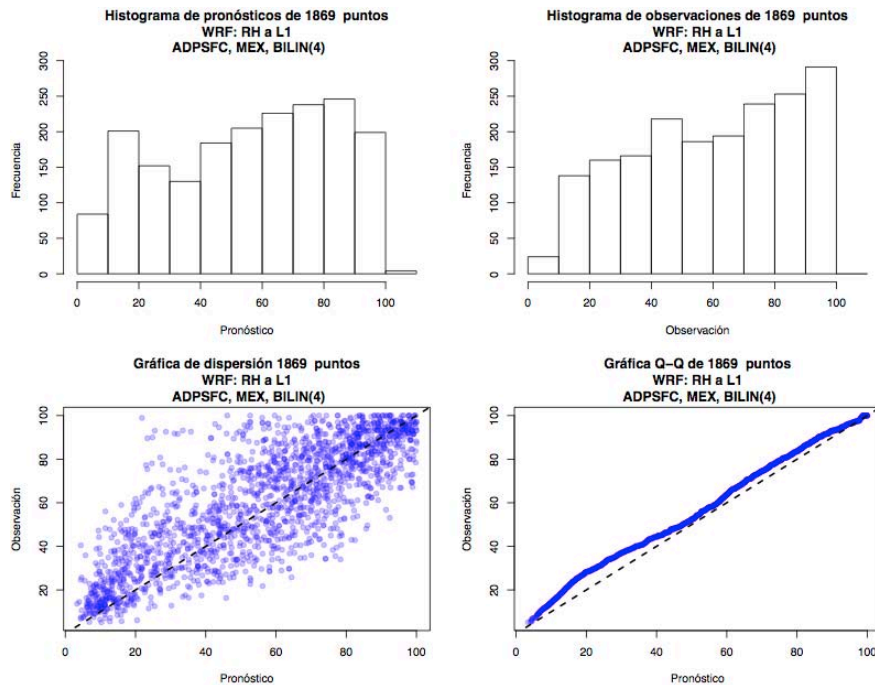 Histograma de pronósticos de 1869 puntos
WRF: RH a L1
ADPSFC, MEX, BILIN(4)
Frecuencia
300
250
200
150
100
50
0
0 20 40 60 80 100
Pronóstico
Histograma de observaciones de 1869 puntos
WRF: RH a L1
ADPSFC, MEX, BILIN(4)
Frecuencia
300
250
200
150
100
50
0
0 20 40 60 80 100
Observación
Gráfica de dispersión 1869 puntos
WRF: RH a L1
ADPSFC, MEX, BILIN(4)
Observación
100
80
60
40
20
0 20 40 60 80 100
Pronóstico
Gráfica Q−Q de 1869 puntos
WRF: RH a L1
ADPSFC, MEX, BILIN(4)
Observación
100
80
60
40
20
0 20 40 60 80 100
Pronóstico